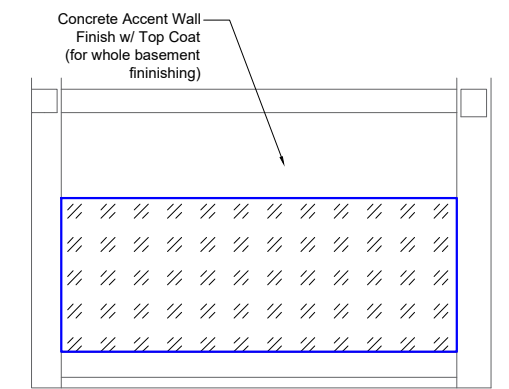 Concrete Accent Wall
Finish w/ Top Coat
(for whole basement
fininishing)